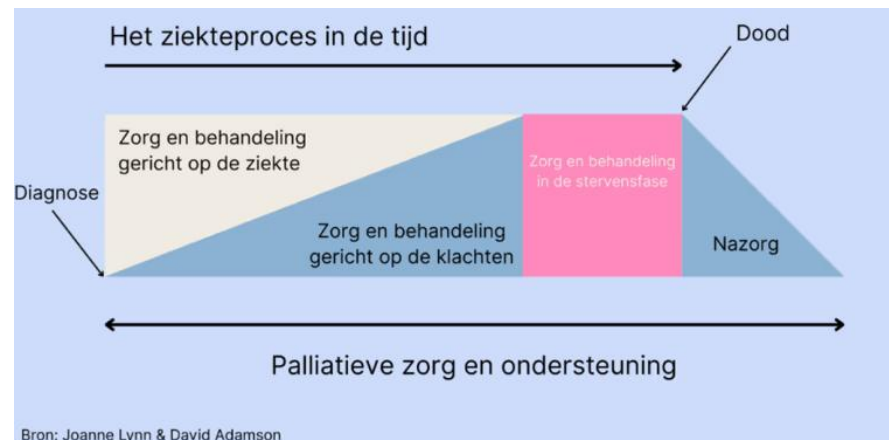 Het ziekteproces in de tijd
Dood
Zorg en behandeling
gericht op de ziekte
Zorg en behandeling
in de stervensfase
Diagnose
Zorg en behandeling
gericht op de klachten
Nazorg
Palliatieve zorg en ondersteuning
Bron: Joanne Lynn & David Adamson